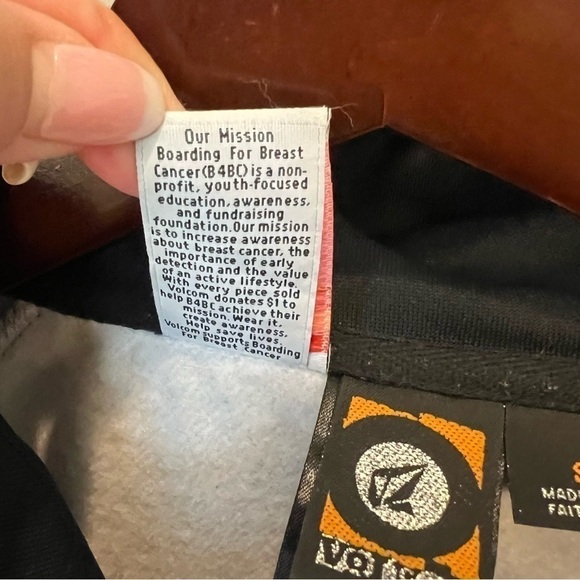 Our Mission
Boarding For Breast
Cancer(B4BC) is a non-
profit, youth-focused
education, awareness,
and fundraising
foundation.Our mission
is to increase awareness
about breast cancer, the
importance of early
detection and the value
of an active lifestyle.
With every piece sold
Volcom donates $1 to
help B4BC achieve their
mission. Wear it,
create awareness,
Help save lives.
Volcom supports Boarding
For Breast Cancer
S
MADE
FAIT